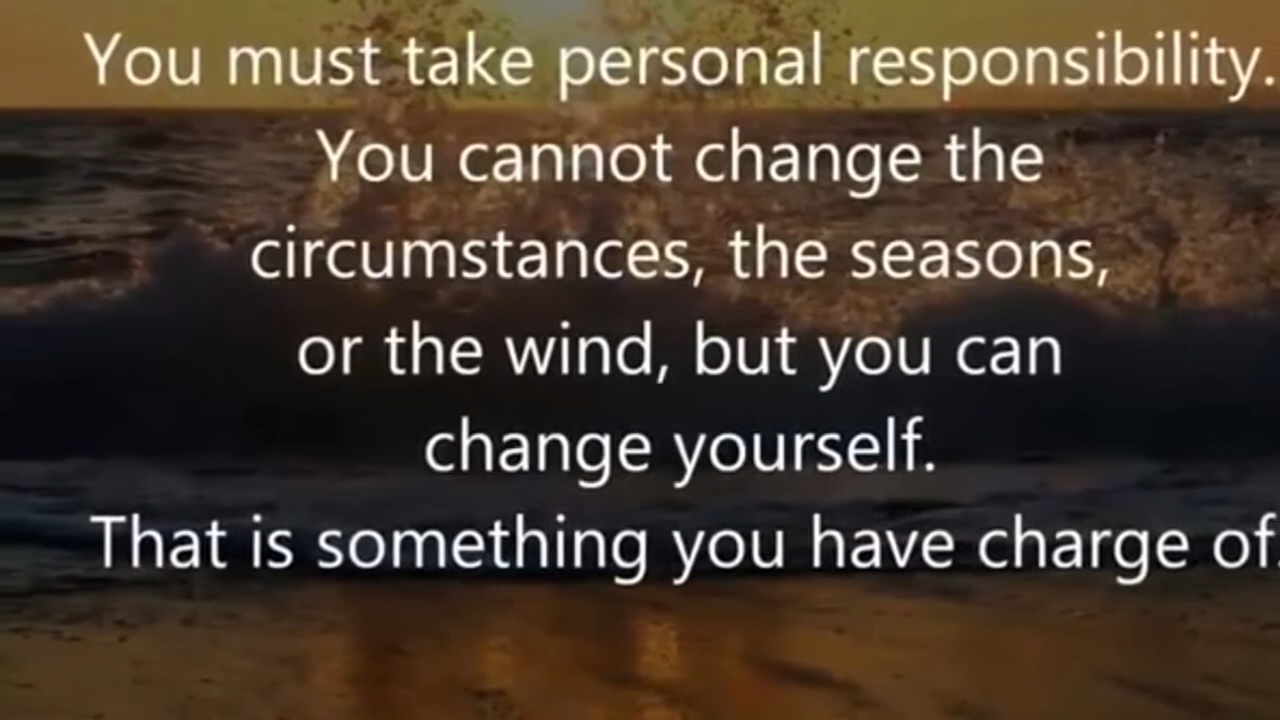 You must take personal responsibility.
You cannot change the
circumstances, the seasons,
or the wind, but you can
change yourself.
That is something you have charge of.